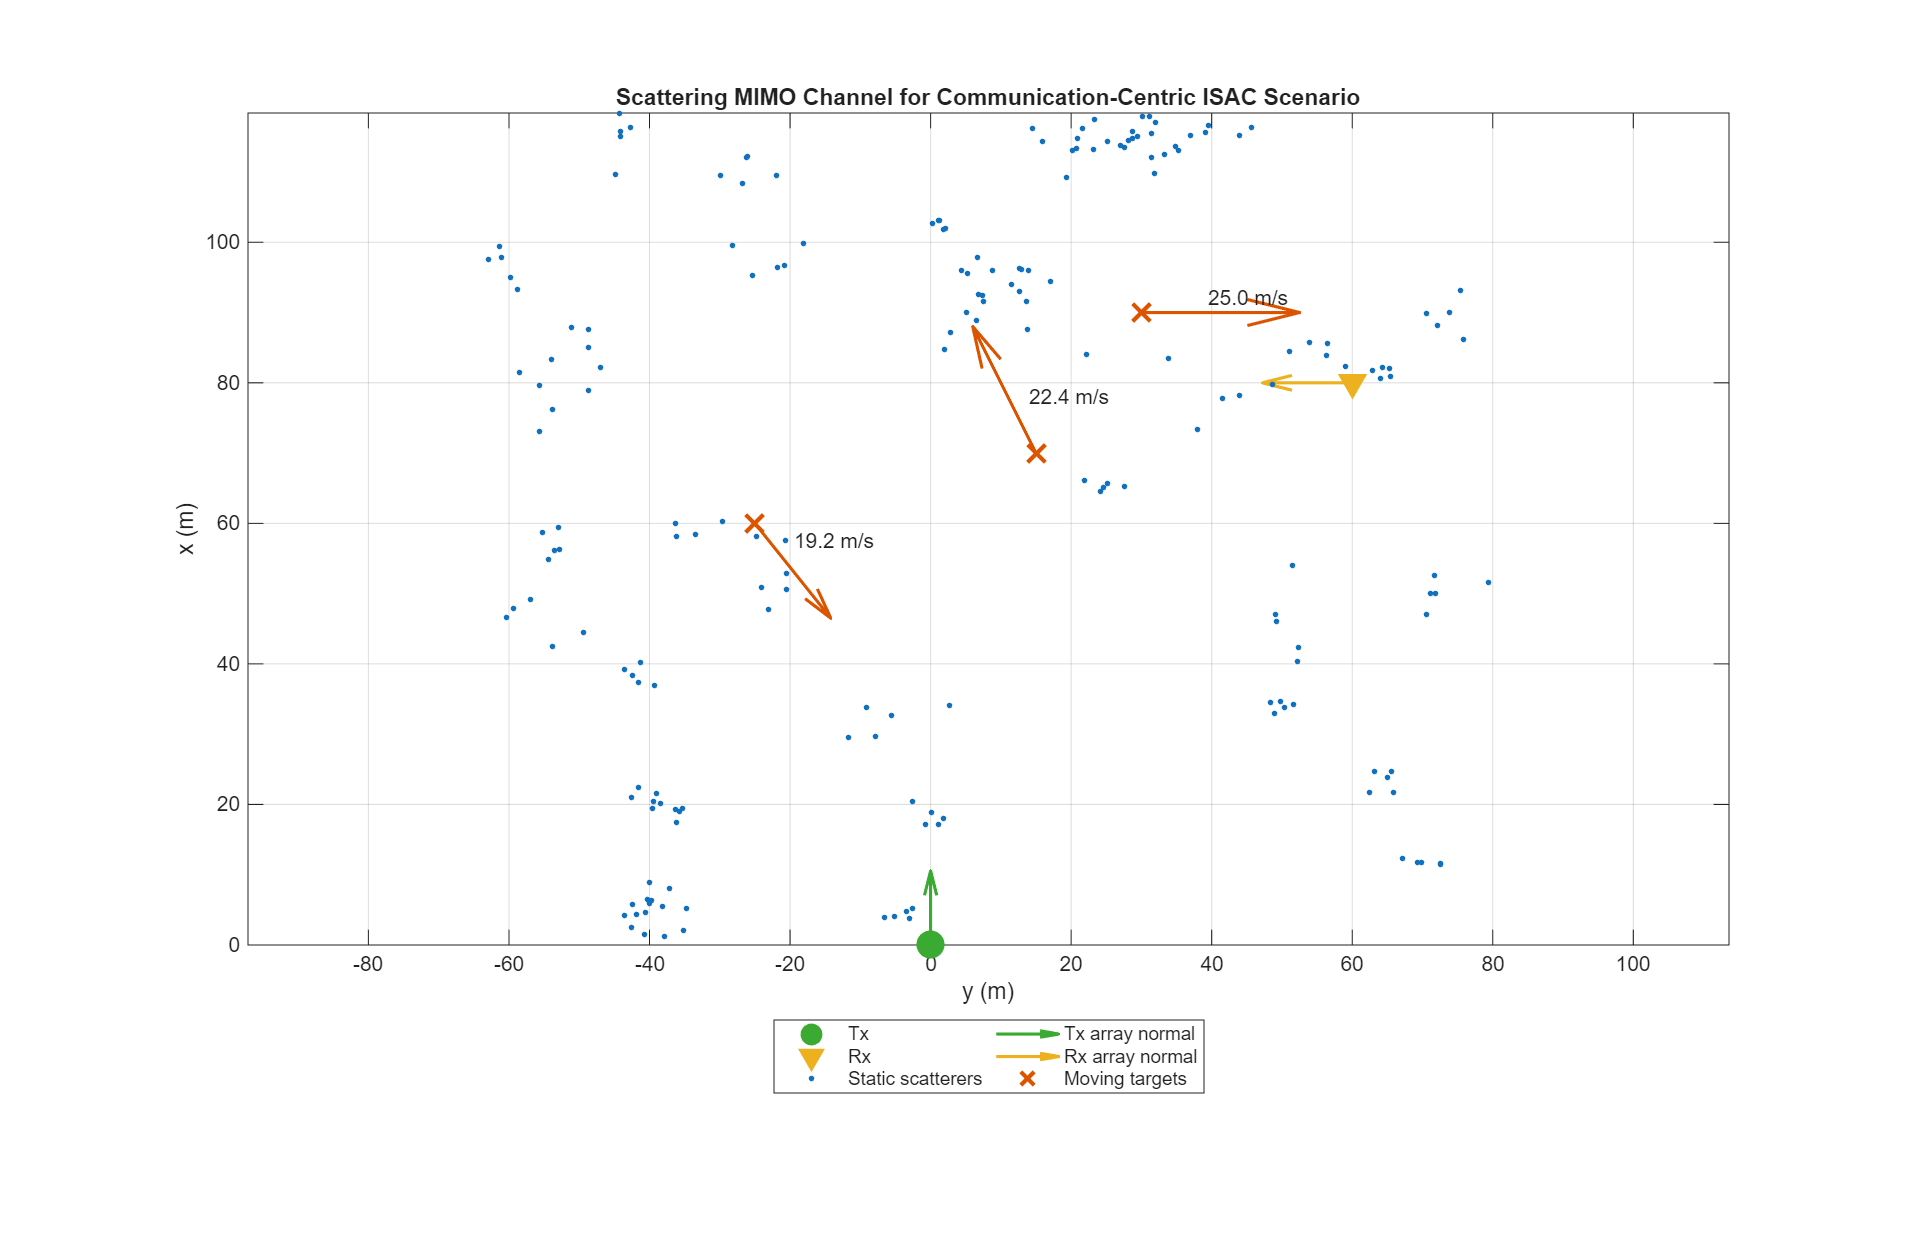 Scattering MIMO Channel for Communication-Centric ISAC Scenario
100
80
60
40
20
0
x (m)
25.0 m/s
22.4 m/s
19.2 m/s
-80 -60 -40 -20 0 20 40 60 80 100
y (m)
Tx Tx array normal
Rx Rx array normal
Static scatterers Moving targets